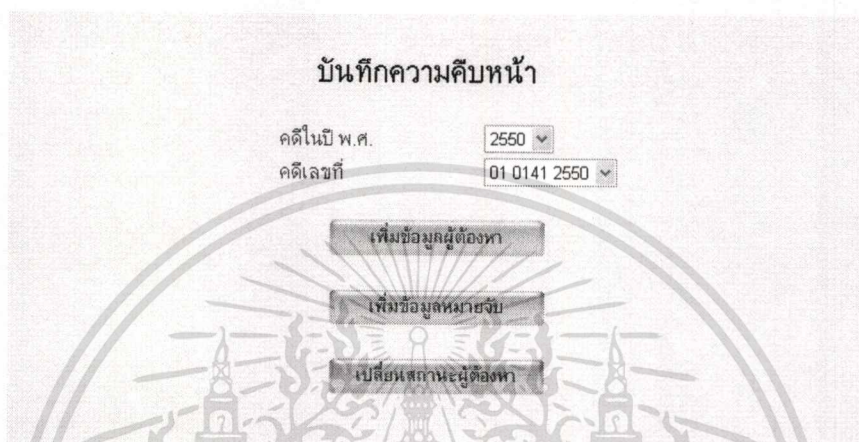 บันทึกความคืบหน้า
คดีในปี พ.ศ. 2550
คดีเลขที่ 01 0141 2550
เพิ่มข้อมูลผู้ต้องหา
เพิ่มข้อมูลหมายจับ
เปลี่ยนสถานะผู้ต้องหา